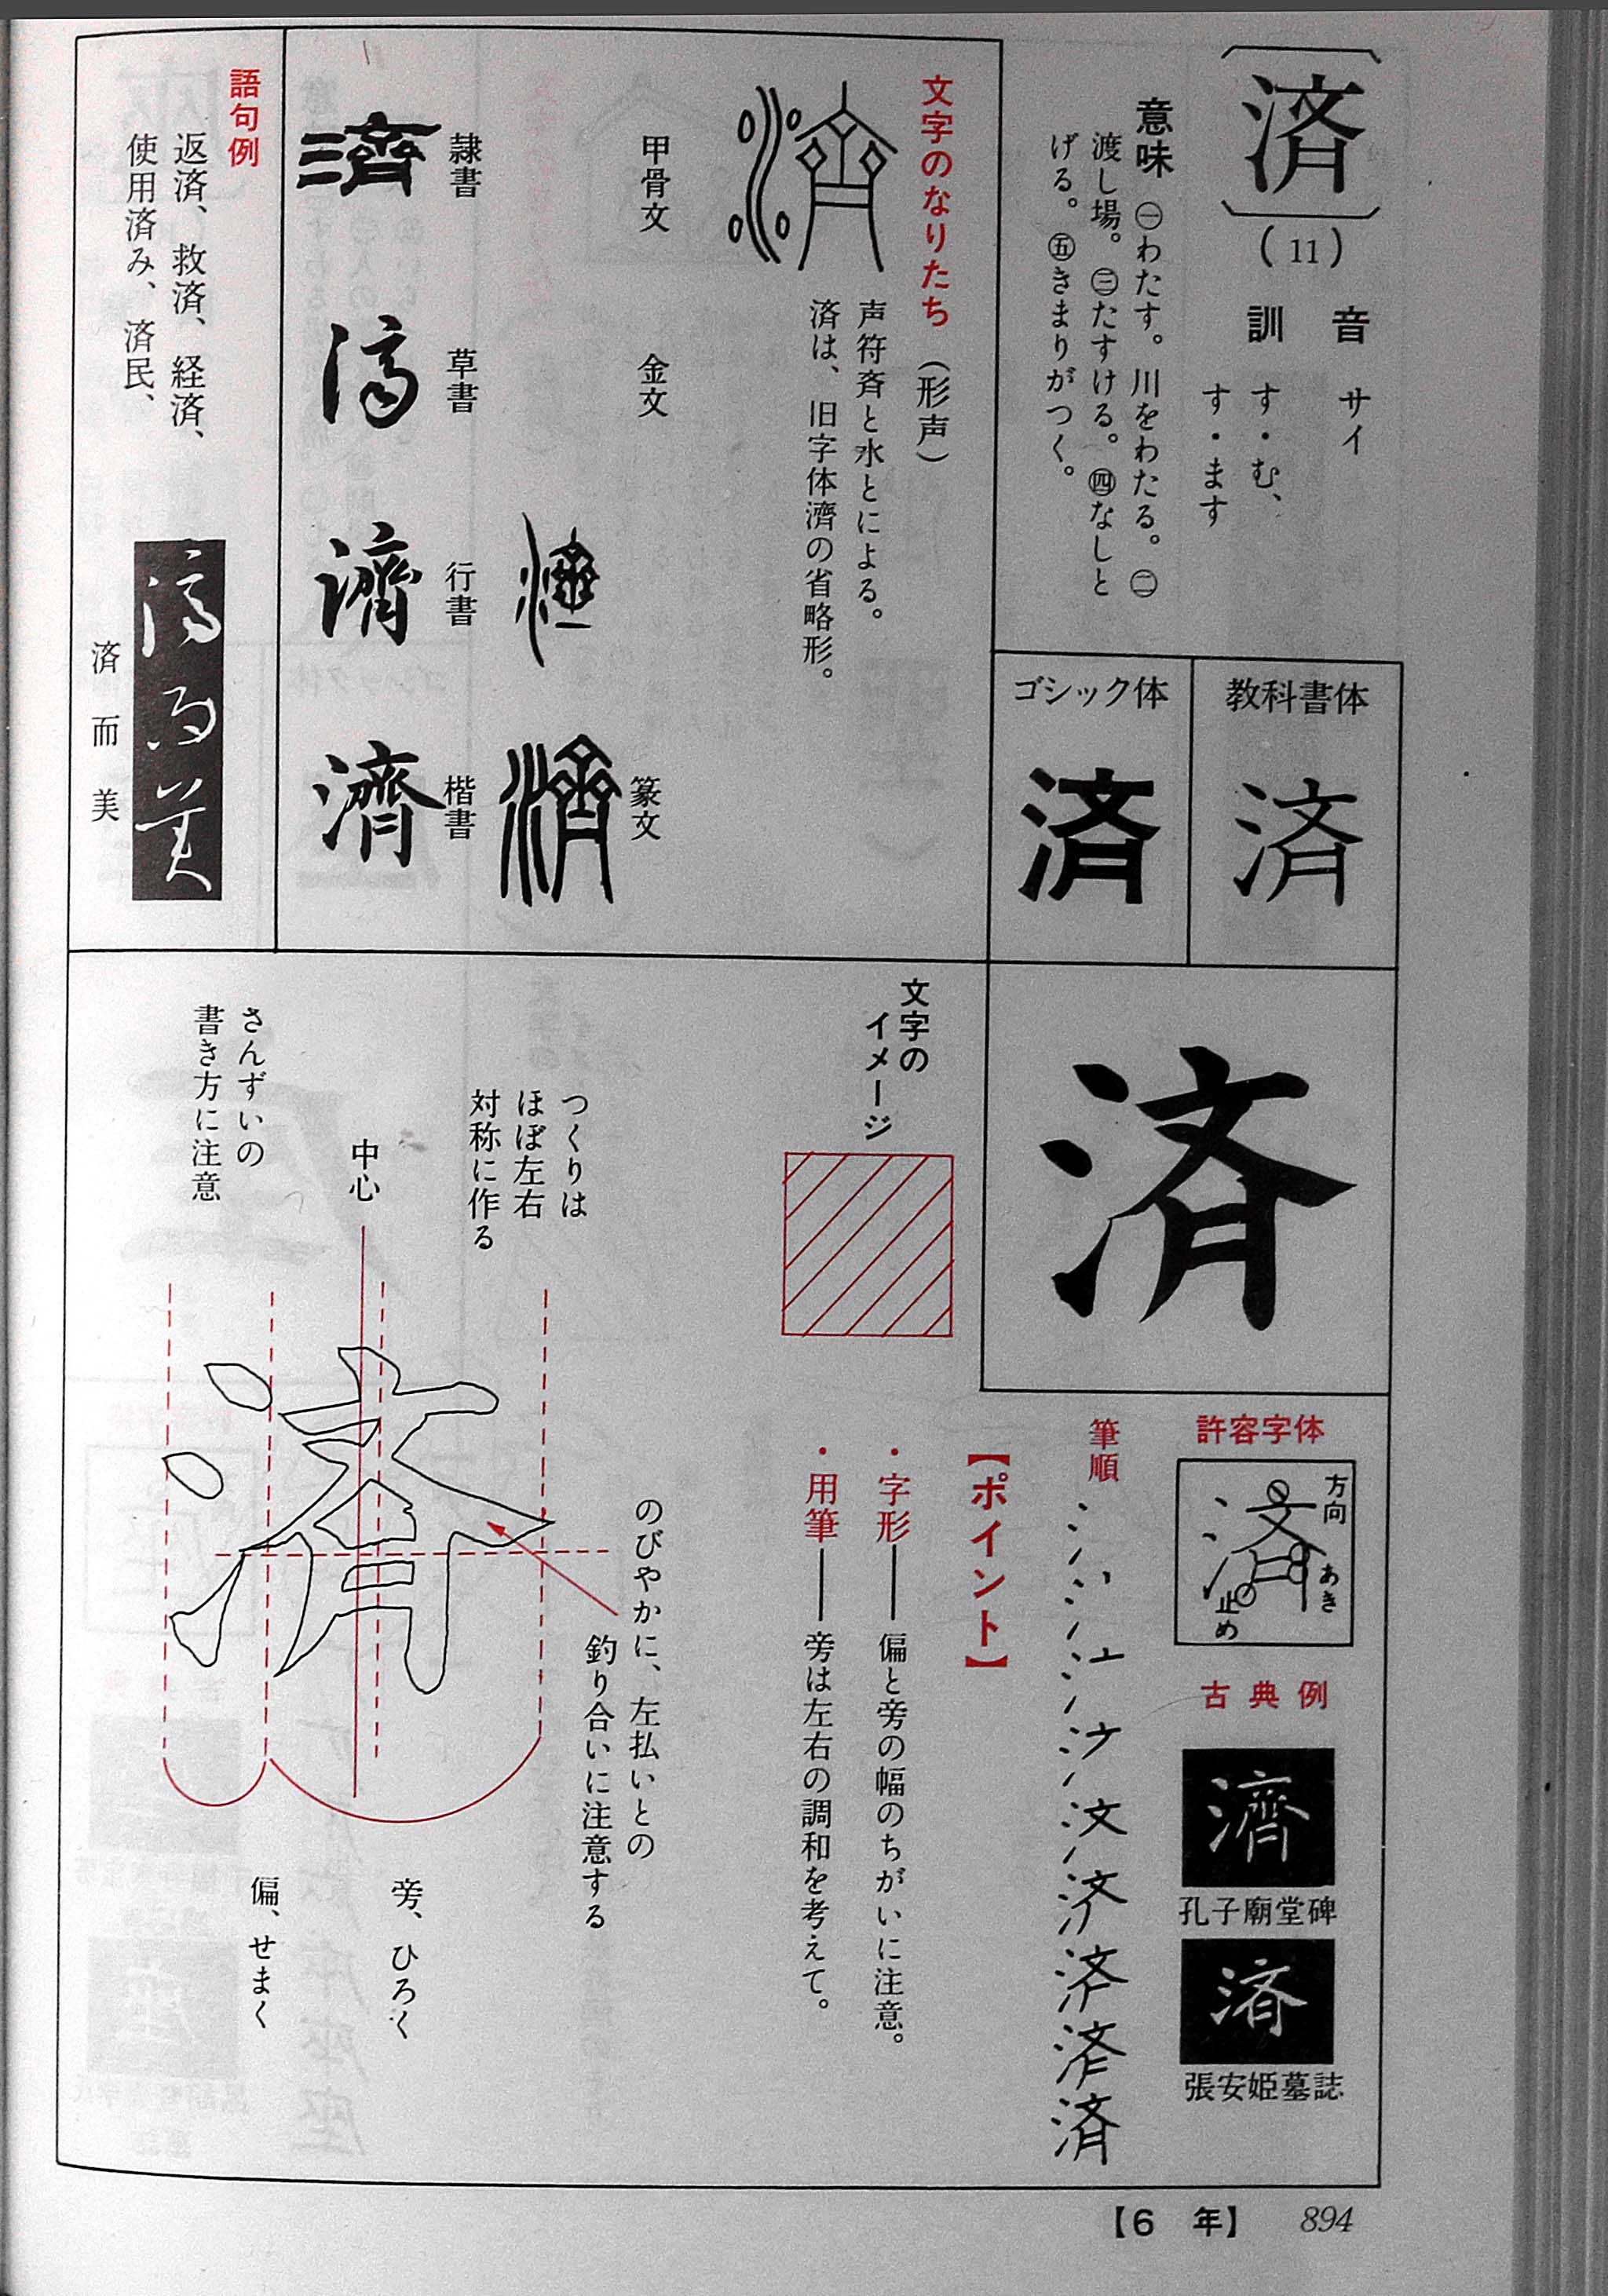 済
(11)
音 サイ
訓 す・む、
す・ます
意味 ㊀わたす。川をわたる。㊁
渡し場。㊂たすける。㊃なしと
げる。㊄きまりがつく。
教科書体
済
ゴシック体
済
文字のなりたち（形声）
声符斉と水とによる。
済は、旧字体濟の省略形。
甲骨文
金文
篆文
隷書
濟
草書
行書
濟
楷書
濟
語句例
返済、救済、経済、
使用済み、済民、
済而美
済
許容字体
方向
あき
止め
済
古典例
濟
孔子廟堂碑
張安姫墓誌
筆順
【ポイント】
・字形――偏と旁の幅のちがいに注意。
・用筆――旁は左右の調和を考えて。
文字の
イメージ
つくりは
ほぼ左右
対称に作る
中心
さんずいの
書き方に注意
のびやかに、左払いとの
釣り合いに注意する
済
旁、ひろく
偏、せまく
【6 年】 894